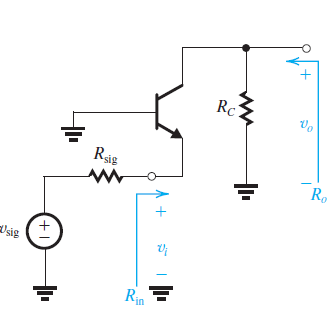 +
R_C
v_o
R_sig
−
R_o
+
v_sig
+
−
v_i
−
R_in